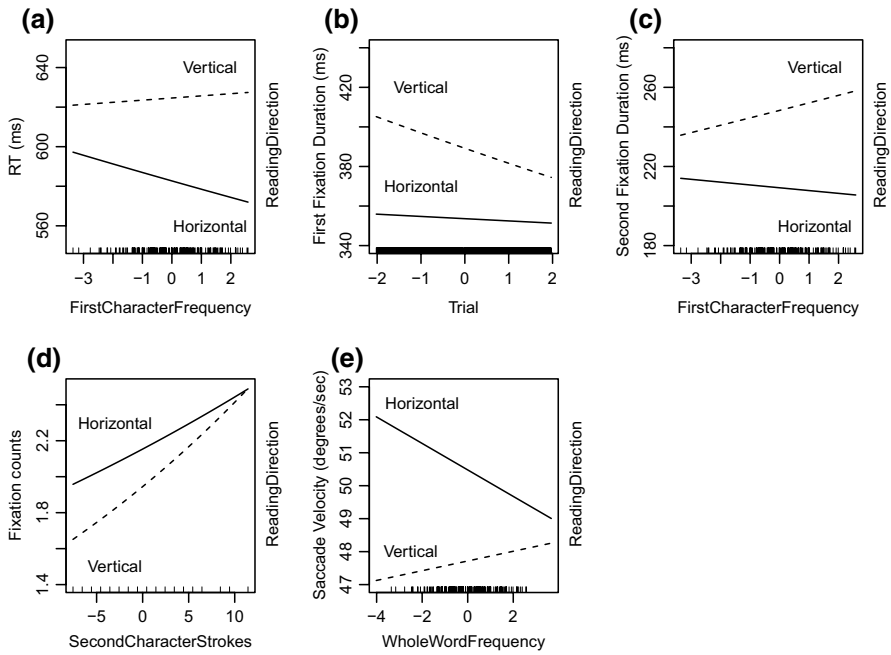 (a)
RT (ms)
560
600
640
Vertical
Horizontal
−3
−1
0
1
2
FirstCharacterFrequency
ReadingDirection
(b)
First Fixation Duration (ms)
340
380
420
Vertical
Horizontal
−2
−1
0
1
2
Trial
ReadingDirection
(c)
Second Fixation Duration (ms)
180
220
260
Vertical
Horizontal
−3
−1
0
1
2
FirstCharacterFrequency
ReadingDirection
(d)
Fixation counts
1.4
1.8
2.2
Horizontal
Vertical
−5
0
5
10
SecondCharacterStrokes
ReadingDirection
(e)
Saccade Velocity (degrees/sec)
47
48
49
50
51
52
53
Horizontal
Vertical
−4
−2
0
2
WholeWordFrequency
ReadingDirection